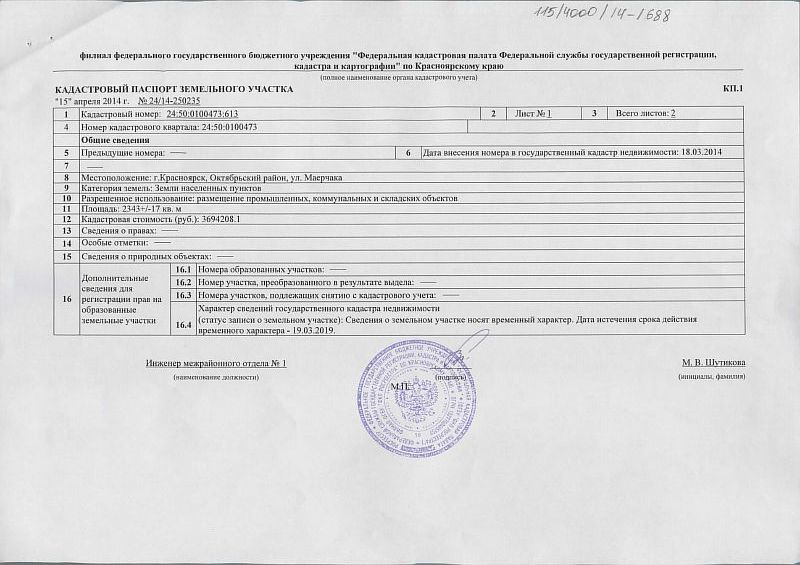 115/4000/14-1688
филиал федерального государственного бюджетного учреждения "Федеральная кадастровая палата Федеральной службы государственной регистрации,
кадастра и картографии" по Красноярскому краю
(полное наименование органа кадастрового учета)
КАДАСТРОВЫЙ ПАСПОРТ ЗЕМЕЛЬНОГО УЧАСТКА КП.1
"15" апреля 2014 г. № 24/14-250235
1 Кадастровый номер: 24:50:0100473:613 2 Лист № 1 3 Всего листов: 2
4 Номер кадастрового квартала: 24:50:0100473
Общие сведения
5 Предыдущие номера: — 6 Дата внесения номера в государственный кадастр недвижимости: 18.03.2014
7 —
8 Местоположение: г.Красноярск, Октябрьский район, ул. Маерчака
9 Категория земель: Земли населенных пунктов
10 Разрешенное использование: размещение промышленных, коммунальных и складских объектов
11 Площадь: 2343+/-17 кв. м
12 Кадастровая стоимость (руб.): 3694208.1
13 Сведения о правах: —
14 Особые отметки: —
15 Сведения о природных объектах: —
16 Дополнительные
сведения для
регистрации прав на
образованные
земельные участки
16.1 Номера образованных участков: —
16.2 Номер участка, преобразованного в результате выдела: —
16.3 Номера участков, подлежащих снятию с кадастрового учета: —
16.4 Характер сведений государственного кадастра недвижимости
(статус записи о земельном участке): Сведения о земельном участке носят временный характер. Дата истечения срока действия
временного характера - 19.03.2019.
Инженер межрайонного отдела № 1 М. В. Шутикова
(наименование должности) (подпись) (инициалы, фамилия)
М.П.